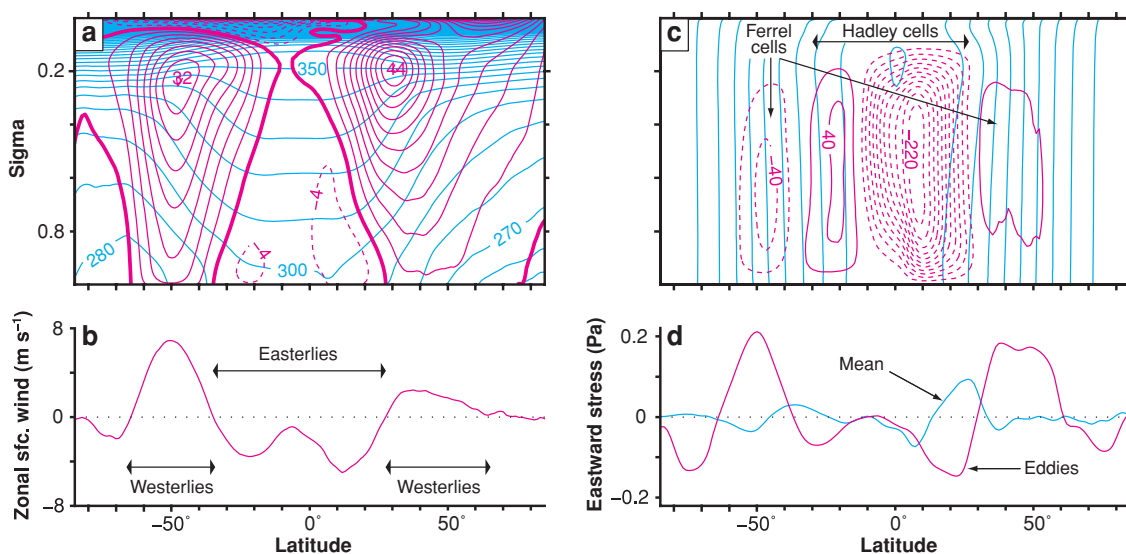 a
0.2
0.8
Sigma
32
350
44
-4
-4
280
300
270
c
Ferrel
cells
Hadley cells
-40
40
-220
b
8
0
-8
Zonal sfc. wind (m s⁻¹)
Easterlies
Westerlies
Westerlies
-50°
0°
50°
Latitude
d
0.2
0
-0.2
Eastward stress (Pa)
Mean
Eddies
-50°
0°
50°
Latitude